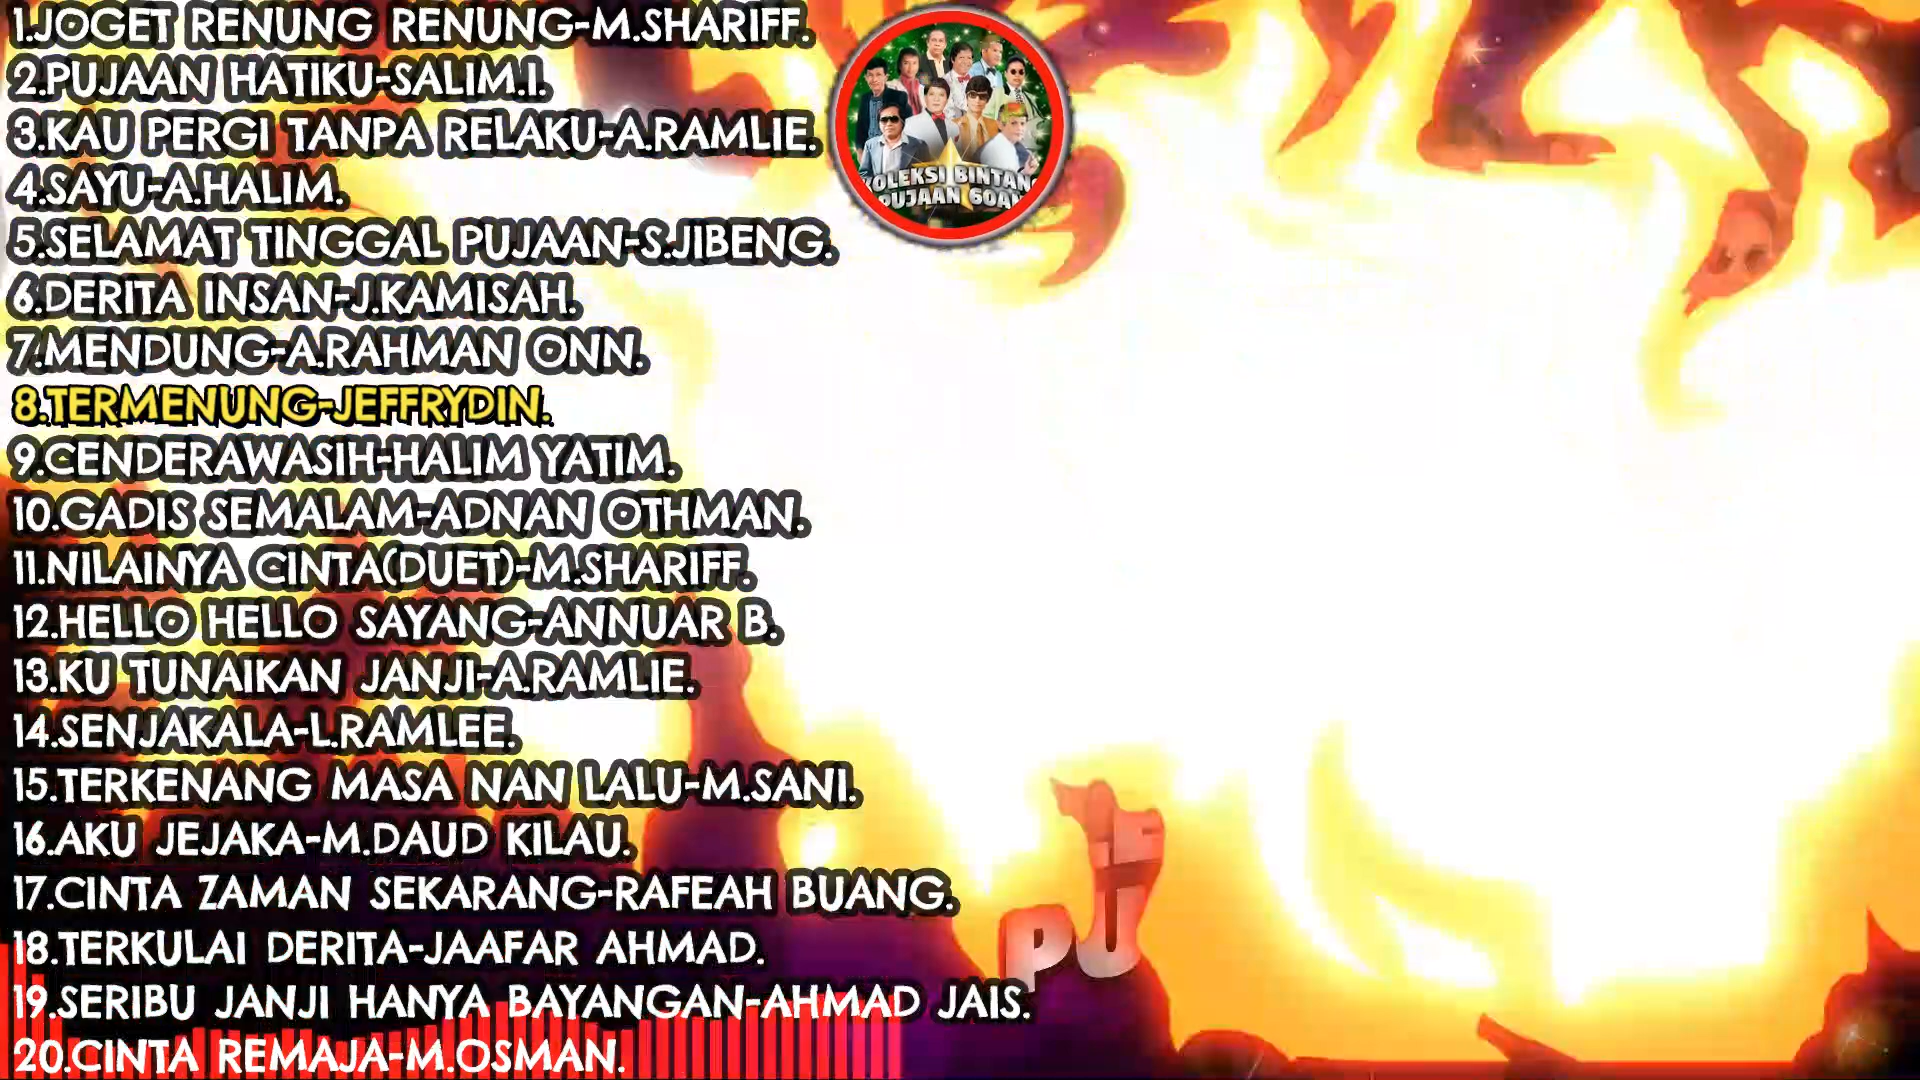 1.JOGET RENUNG RENUNG-M.SHARIFF.
2.PUJAAN HATIKU-SALIM.I.
3.KAU PERGI TANPA RELAKU-A.RAMLIE.
4.SAYU-A.HALIM.
5.SELAMAT TINGGAL PUJAAN-S.JIBENG.
6.DERITA INSAN-J.KAMISAH.
7.MENDUNG-A.RAHMAN ONN.
8.TERMENUNG-JEFFRYDIN.
9.CENDERAWASIH-HALIM YATIM.
10.GADIS SEMALAM-ADNAN OTHMAN.
11.NILAINYA CINTA(DUET)-M.SHARIFF.
12.HELLO HELLO SAYANG-ANNUAR B.
13.KU TUNAIKAN JANJI-A.RAMLIE.
14.SENJAKALA-L.RAMLEE.
15.TERKENANG MASA NAN LALU-M.SANI.
16.AKU JEJAKA-M.DAUD KILAU.
17.CINTA ZAMAN SEKARANG-RAFEAH BUANG.
18.TERKULAI DERITA-JAAFAR AHMAD.
19.SERIBU JANJI HANYA BAYANGAN-AHMAD JAIS.
20.CINTA REMAJA-M.OSMAN.
KOLEKSI BINTANG
PUJAAN 60AN
PU